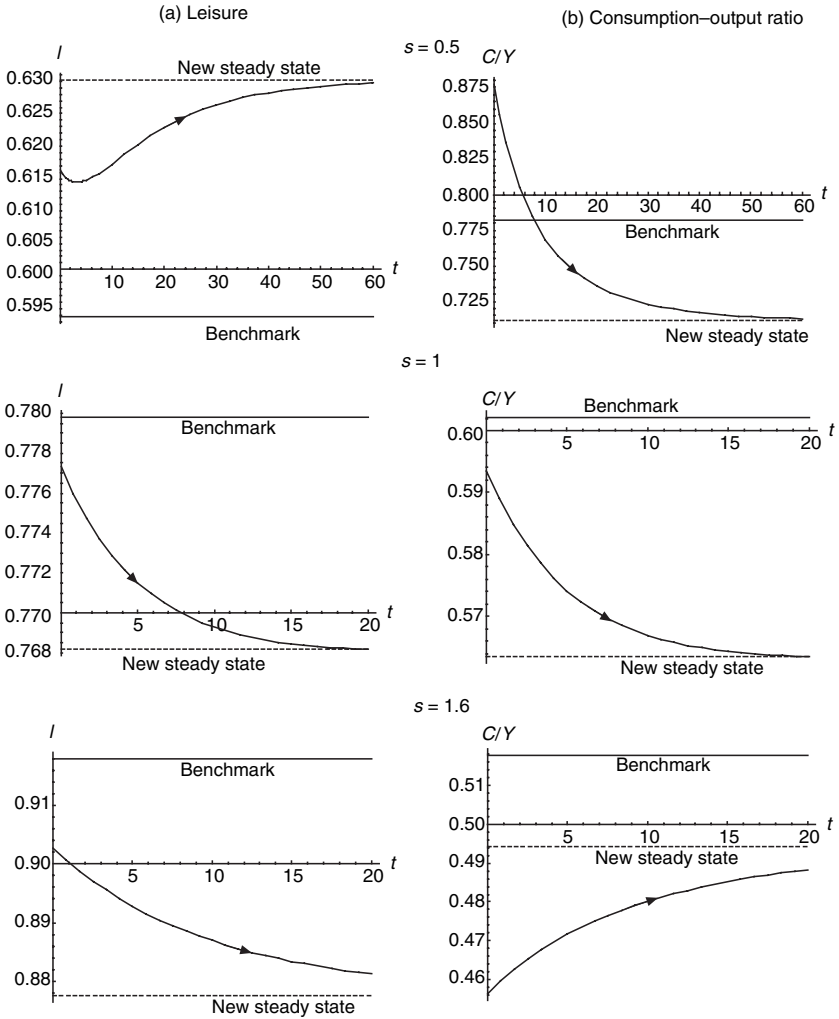 (a) Leisure
(b) Consumption–output ratio
s = 0.5
l
New steady state
0.630
0.625
0.620
0.615
0.610
0.605
0.600
0.595
10 20 30 40 50 60 t
Benchmark
C/Y
0.875
0.850
0.825
0.800
0.775
0.750
0.725
10 20 30 40 50 60 t
Benchmark
New steady state
s = 1
l
0.780
0.778
0.776
0.774
0.772
0.770
0.768
Benchmark
5 10 15 20 t
New steady state
C/Y
Benchmark
0.60
0.59
0.58
0.57
5 10 15 20 t
New steady state
s = 1.6
l
Benchmark
0.91
0.90
0.89
0.88
5 10 15 20 t
New steady state
C/Y
Benchmark
0.51
0.50
0.49
0.48
0.47
0.46
5 10 15 20 t
New steady state